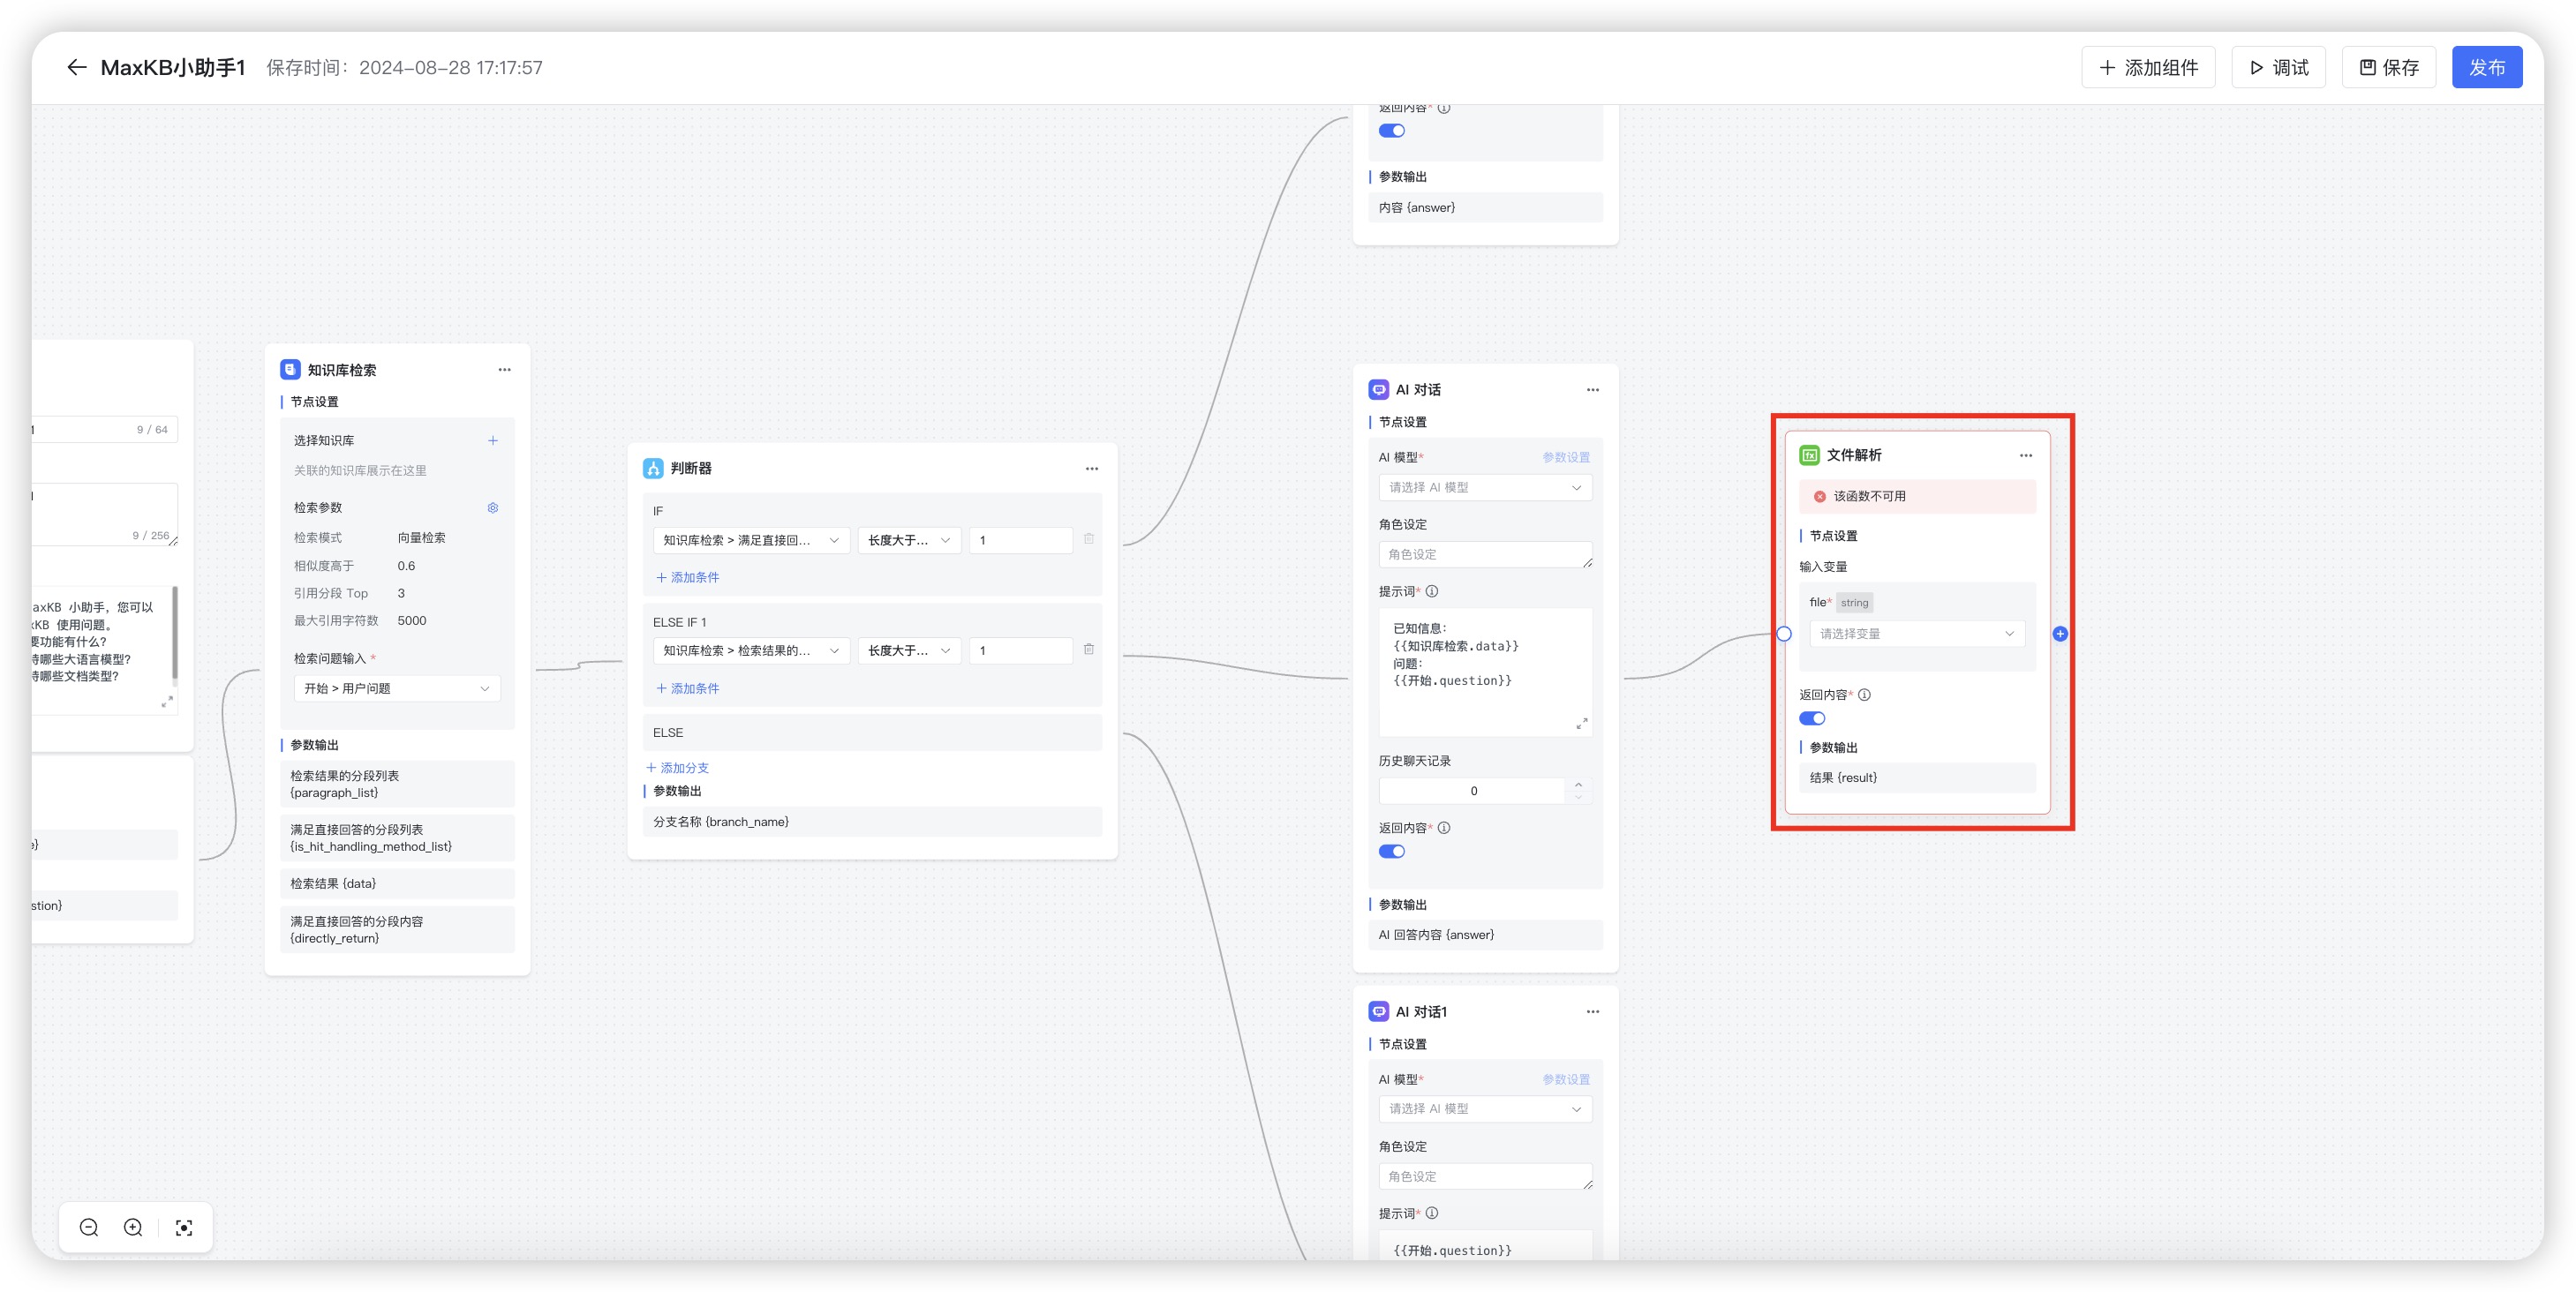 MaxKB小助手1 保存时间：2024-08-28 17:17:57
添加组件
调试
保存
发布
9 / 64
9 / 256
axKB 小助手，您可以
KB 使用问题。
要功能有什么？
持哪些大语言模型？
持哪些文档类型？
e}
stion}
知识库检索
节点设置
选择知识库
关联的知识库展示在这里
检索参数
检索模式 向量检索
相似度高于 0.6
引用分段 Top 3
最大引用字符数 5000
检索问题输入 *
开始 > 用户问题
参数输出
检索结果的分段列表
{paragraph_list}
满足直接回答的分段列表
{is_hit_handling_method_list}
检索结果 {data}
满足直接回答的分段内容
{directly_return}
判断器
IF
知识库检索 > 满足直接回... 长度大于... 1
添加条件
ELSE IF 1
知识库检索 > 检索结果的... 长度大于... 1
添加条件
ELSE
添加分支
参数输出
分支名称 {branch_name}
返回内容*
参数输出
内容 {answer}
AI 对话
节点设置
AI 模型* 参数设置
请选择 AI 模型
角色设定
角色设定
提示词*
已知信息：
{{知识库检索.data}}
问题：
{{开始.question}}
历史聊天记录
0
返回内容*
参数输出
AI 回答内容 {answer}
AI 对话1
节点设置
AI 模型* 参数设置
请选择 AI 模型
角色设定
角色设定
提示词*
{{开始.question}}
文件解析
该函数不可用
节点设置
输入变量
file* string
请选择变量
返回内容*
参数输出
结果 {result}